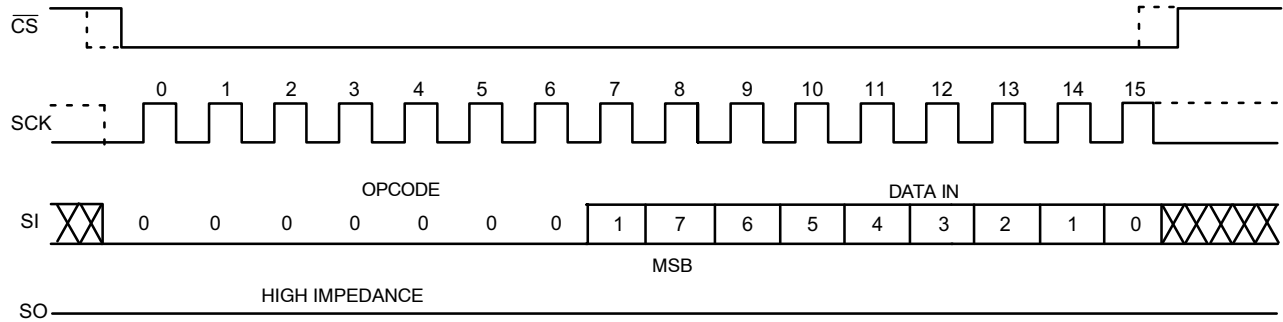 CS
0 1 2 3 4 5 6 7 8 9 10 11 12 13 14 15
SCK
OPCODE DATA IN
SI 0 0 0 0 0 0 0 1 7 6 5 4 3 2 1 0
MSB
HIGH IMPEDANCE
SO